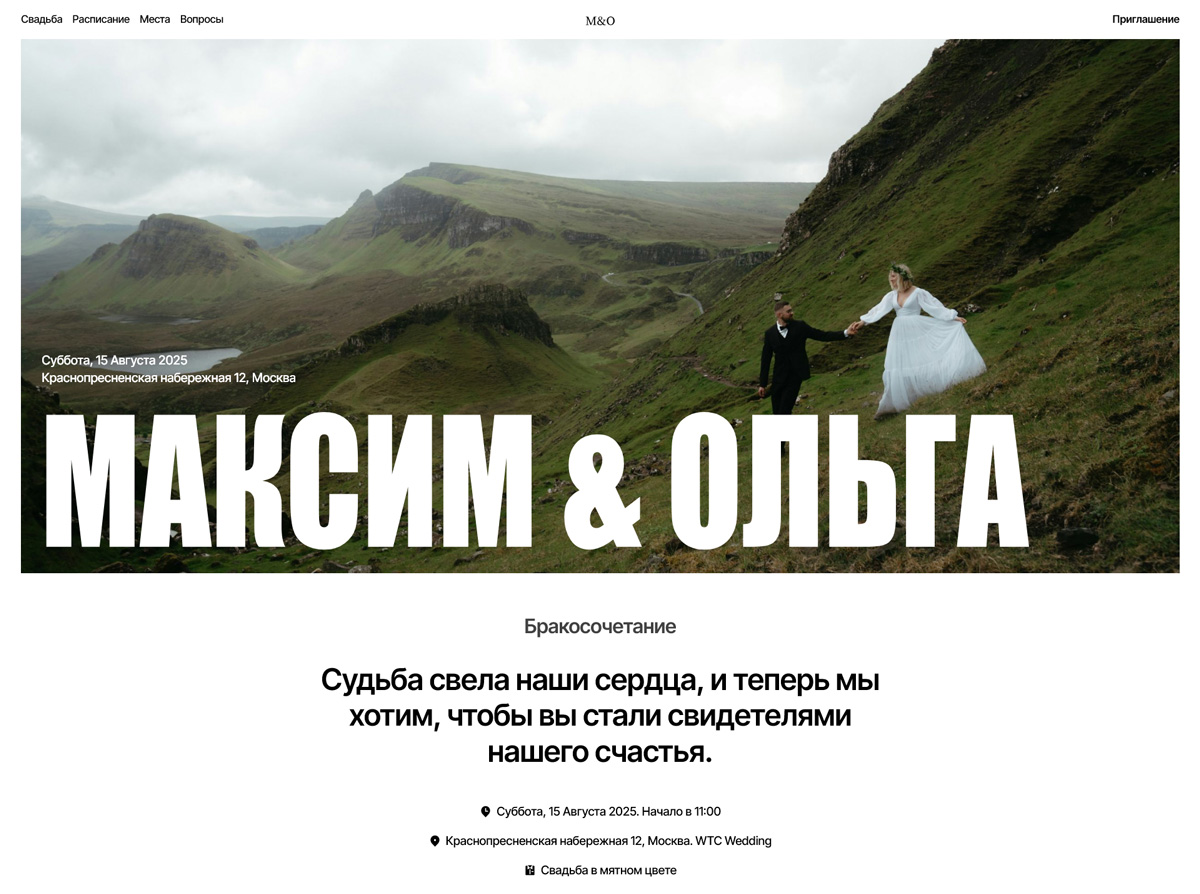 Свадьба Расписание Места Вопросы M&O Приглашение
Суббота, 15 Августа 2025
Краснопресненская набережная 12, Москва
МАКСИМ & ОЛЬГА
Бракосочетание
Судьба свела наши сердца, и теперь мы
хотим, чтобы вы стали свидетелями
нашего счастья.
Суббота, 15 Августа 2025. Начало в 11:00
Краснопресненская набережная 12, Москва. WTC Wedding
Свадьба в мятном цвете